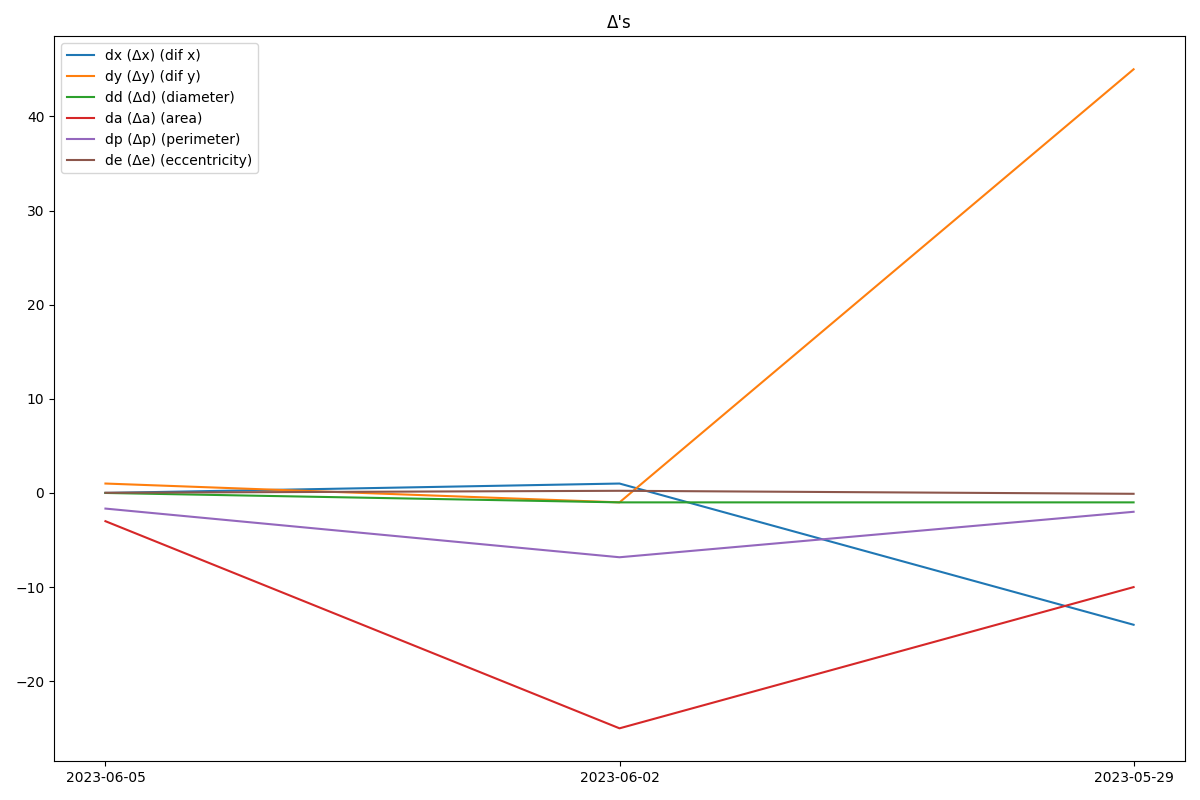 Δ's
dx (Δx) (dif x)
dy (Δy) (dif y)
dd (Δd) (diameter)
da (Δa) (area)
dp (Δp) (perimeter)
de (Δe) (eccentricity)
40
30
20
10
0
−10
−20
2023-06-05 2023-06-02 2023-05-29